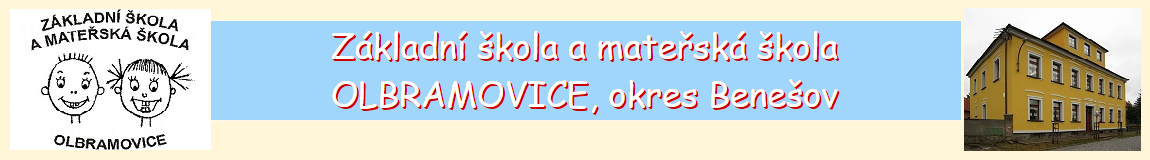 ZÁKLADNÍ ŠKOLA
A MATEŘSKÁ ŠKOLA
OLBRAMOVICE
Základní škola a mateřská škola
OLBRAMOVICE, okres Benešov